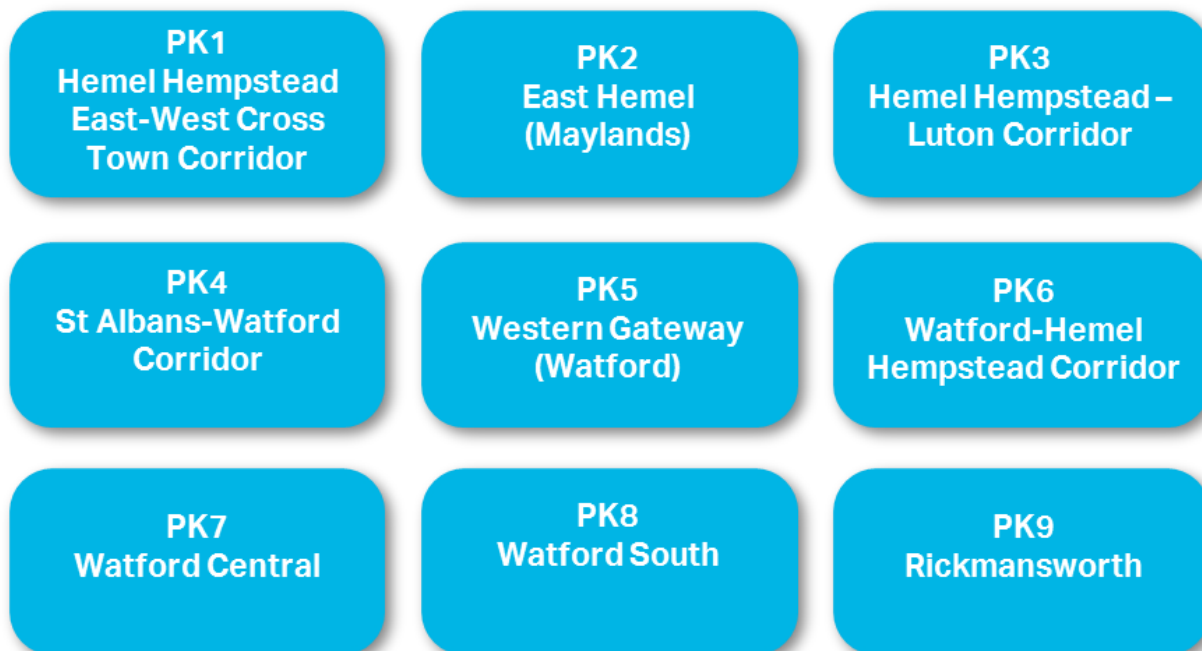 PK1
Hemel Hempstead
East-West Cross
Town Corridor
PK2
East Hemel
(Maylands)
PK3
Hemel Hempstead –
Luton Corridor
PK4
St Albans-Watford
Corridor
PK5
Western Gateway
(Watford)
PK6
Watford-Hemel
Hempstead Corridor
PK7
Watford Central
PK8
Watford South
PK9
Rickmansworth